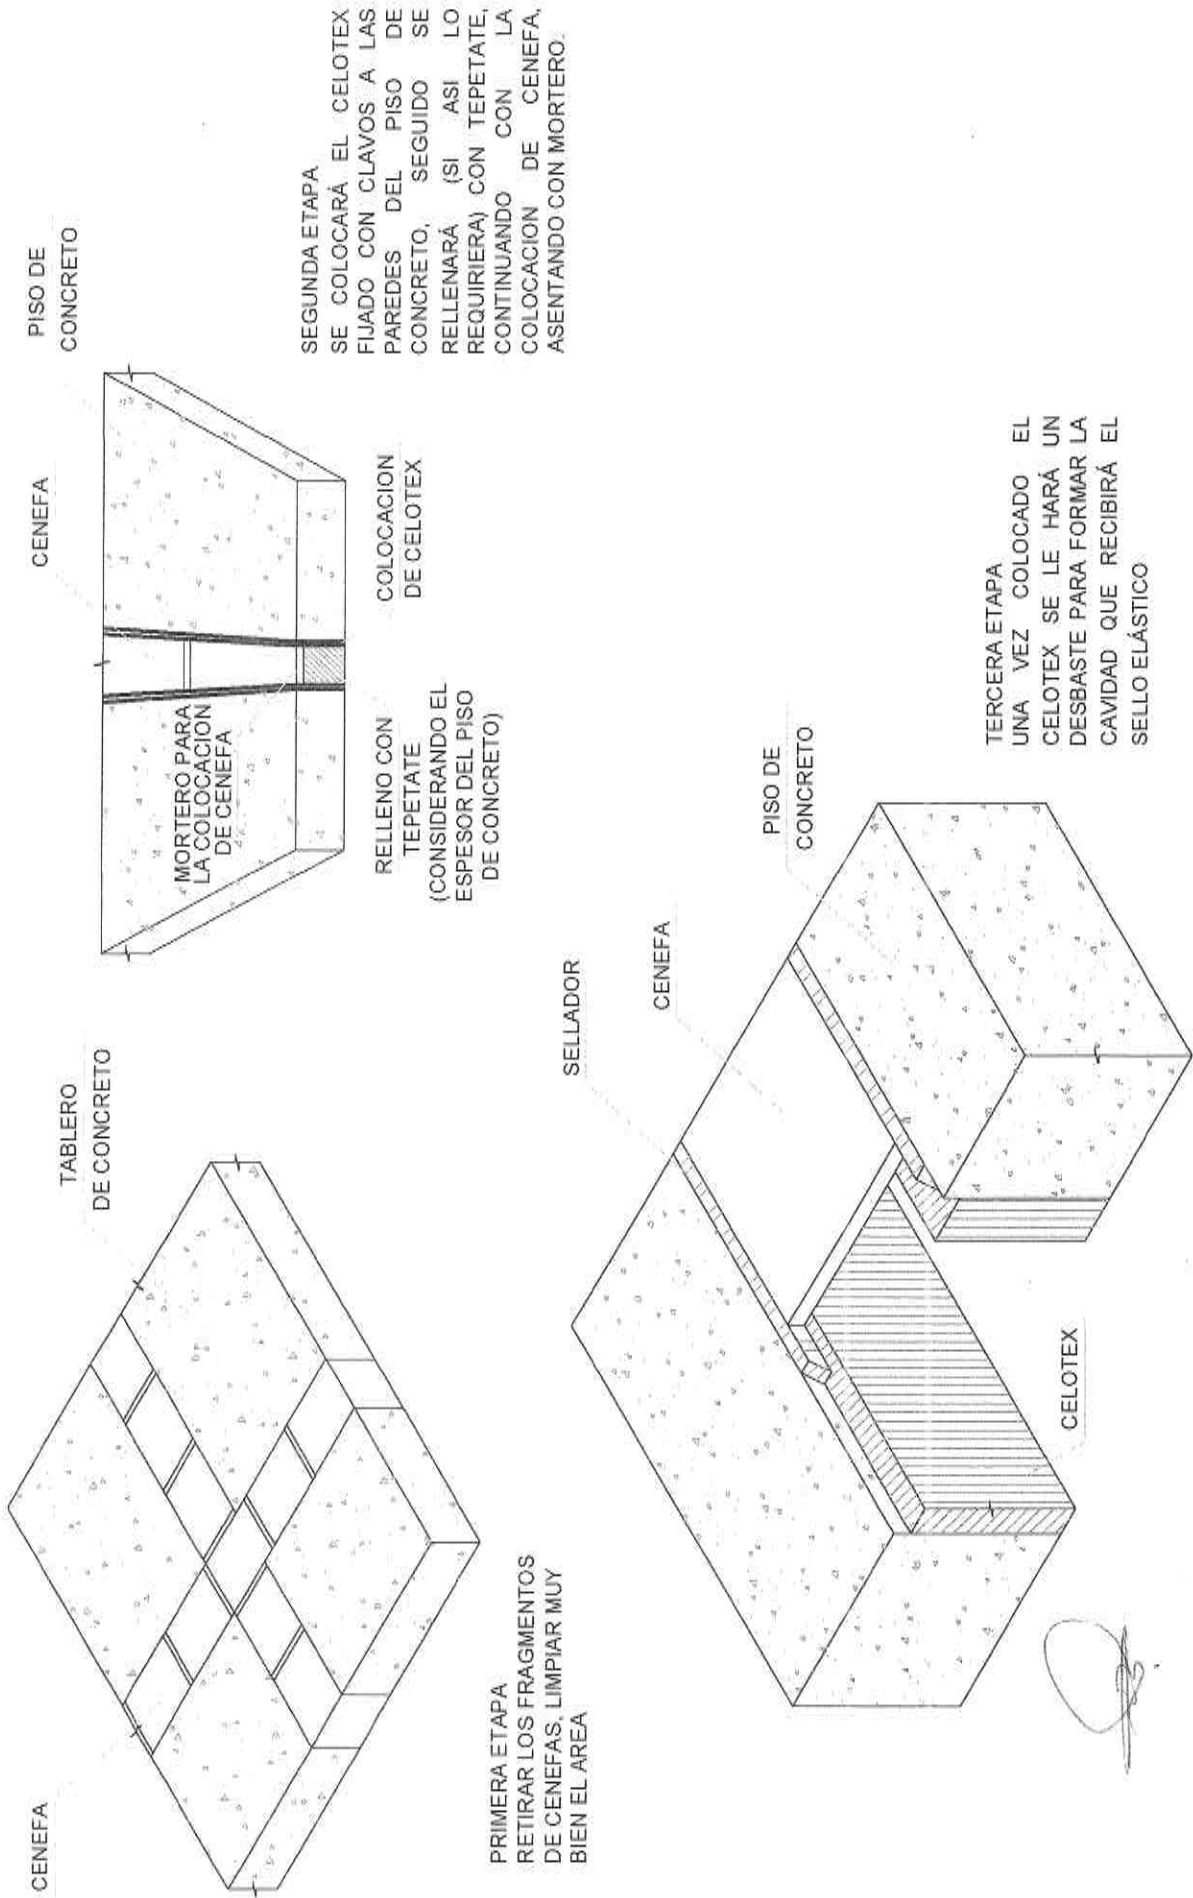 CENEFA
TABLERO
DE CONCRETO
PRIMERA ETAPA
RETIRAR LOS FRAGMENTOS
DE CENEFAS, LIMPIAR MUY
BIEN EL AREA
CENEFA
PISO DE
CONCRETO
MORTERO PARA
LA COLOCACION
DE CENEFA
RELLENO CON
TEPETATE
(CONSIDERANDO EL
ESPESOR DEL PISO
DE CONCRETO)
COLOCACION
DE CELOTEX
SEGUNDA ETAPA
SE COLOCARÁ EL CELOTEX
FIJADO CON CLAVOS A LAS
PAREDES DEL PISO DE
CONCRETO, SEGUIDO SE
RELLENARÁ (SI ASI LO
REQUIRIERA) CON TEPETATE,
CONTINUANDO CON LA
COLOCACION DE CENEFA,
ASENTANDO CON MORTERO.
SELLADOR
CENEFA
PISO DE
CONCRETO
CELOTEX
TERCERA ETAPA
UNA VEZ COLOCADO EL
CELOTEX SE LE HARÁ UN
DESBASTE PARA FORMAR LA
CAVIDAD QUE RECIBIRÁ EL
SELLO ELÁSTICO